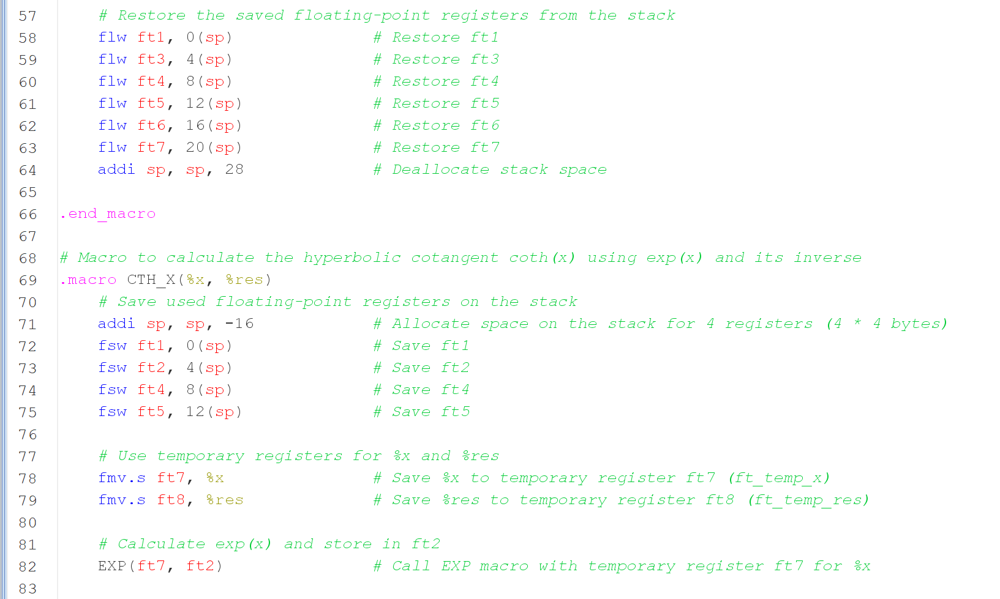 57 # Restore the saved floating-point registers from the stack
58 flw ft1, 0(sp) # Restore ft1
59 flw ft3, 4(sp) # Restore ft3
60 flw ft4, 8(sp) # Restore ft4
61 flw ft5, 12(sp) # Restore ft5
62 flw ft6, 16(sp) # Restore ft6
63 flw ft7, 20(sp) # Restore ft7
64 addi sp, sp, 28 # Deallocate stack space
65
66 .end_macro
67
68 # Macro to calculate the hyperbolic cotangent coth(x) using exp(x) and its inverse
69 .macro CTH_X(%x, %res)
70 # Save used floating-point registers on the stack
71 addi sp, sp, -16 # Allocate space on the stack for 4 registers (4 * 4 bytes)
72 fsw ft1, 0(sp) # Save ft1
73 fsw ft2, 4(sp) # Save ft2
74 fsw ft4, 8(sp) # Save ft4
75 fsw ft5, 12(sp) # Save ft5
76
77 # Use temporary registers for %x and %res
78 fmv.s ft7, %x # Save %x to temporary register ft7 (ft_temp_x)
79 fmv.s ft8, %res # Save %res to temporary register ft8 (ft_temp_res)
80
81 # Calculate exp(x) and store in ft2
82 EXP(ft7, ft2) # Call EXP macro with temporary register ft7 for %x
83